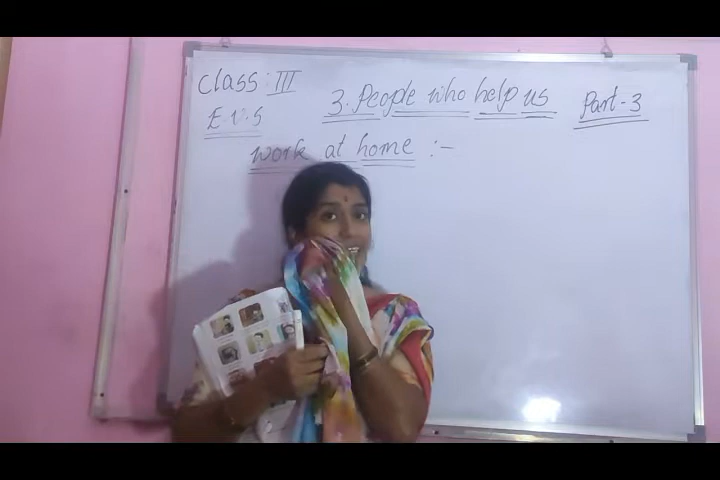 Class : III
3. People who help us Part-3
E.V.S
Work at home :-